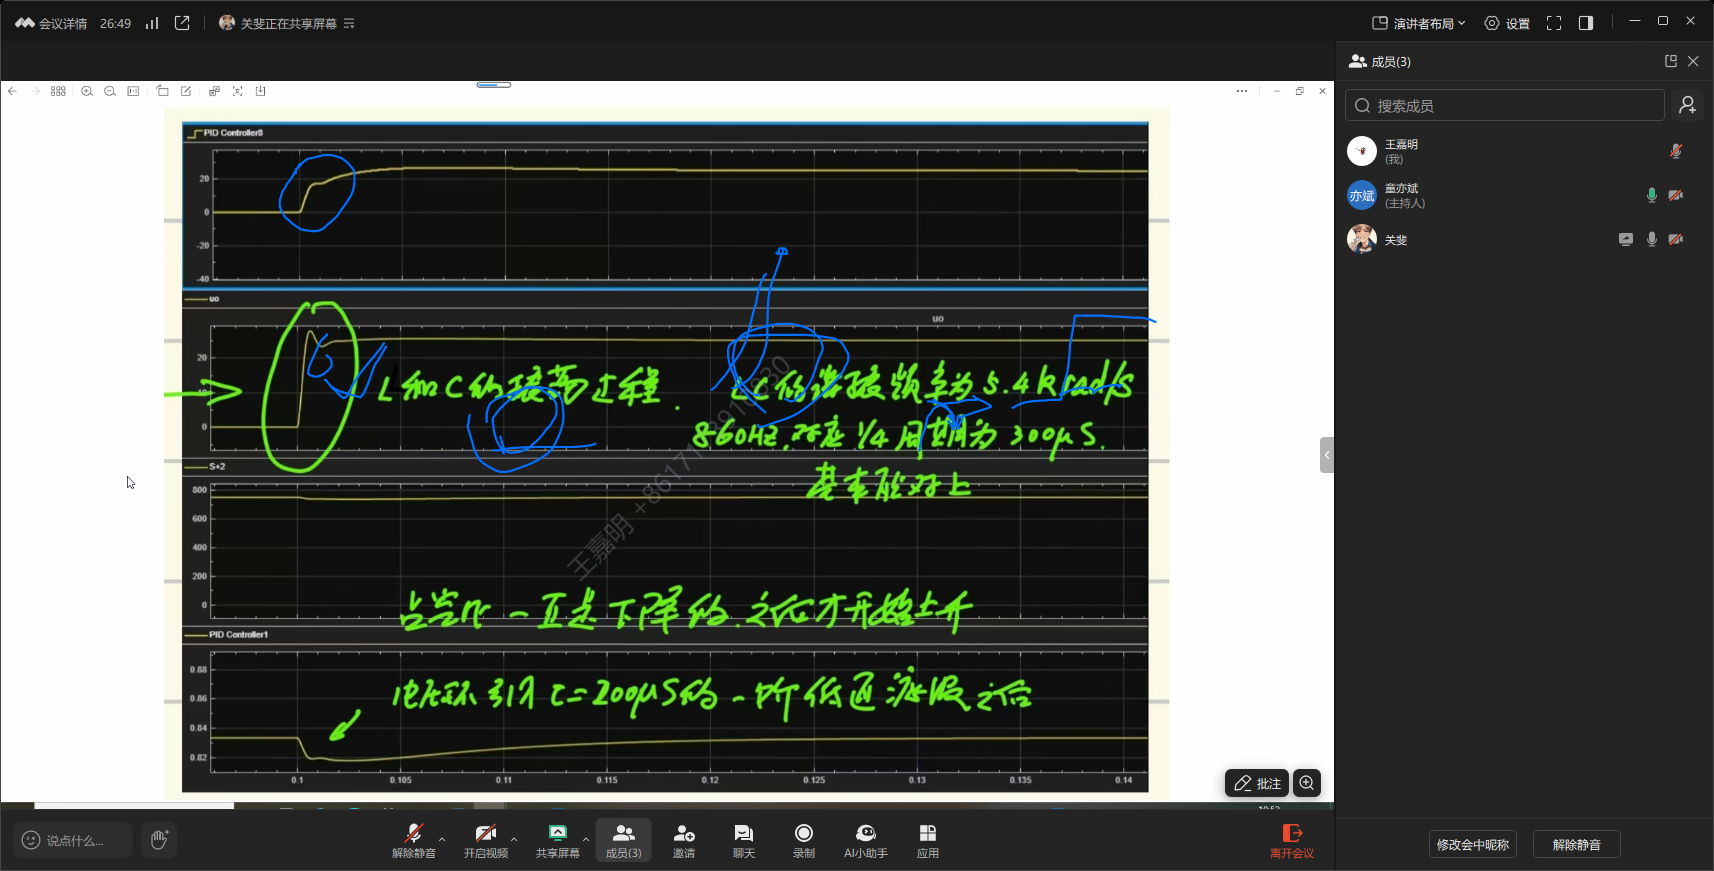 会议详情 26:49 关斐正在共享屏幕
演讲者布局 设置
成员(3)
搜索成员
王嘉明
(我)
亦斌 童亦斌
(主持人)
关斐
PID Controller8
20
0
-20
-40
uo
uo
20
10
0
L和C的谐振过程.
LC的谐振频率为5.4krad/s
860HZ.对应1/4周期为300μS.
基本能对上
S+2
800
600
400
200
0
占空比一直是下降的.之后才开始上升
PID Controller1
0.88
0.86
0.84
0.82
电压环引入τ=200μS的一阶低通滤波之后
0.1 0.105 0.11 0.115 0.12 0.125 0.13 0.135 0.14
批注
说点什么...
解除静音 开启视频 共享屏幕 成员(3) 邀请 聊天 录制 AI小助手 应用 离开会议
修改会中昵称 解除静音